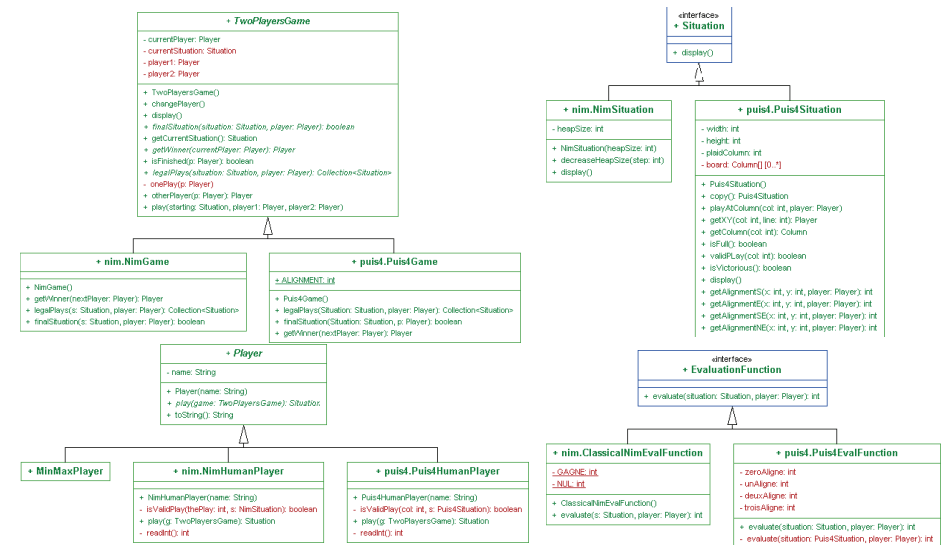 + TwoPlayersGame
- currentPlayer: Player
- currentSituation: Situation
- player1: Player
- player2: Player
+ TwoPlayersGame()
+ changePlayer()
+ display()
+ finalSituation(situation: Situation, player: Player): boolean
+ getCurrentSituation(): Situation
+ getWinner(currentPlayer: Player): Player
+ isFinished(p: Player): boolean
+ legalPlays(situation: Situation, player: Player): Collection<Situation>
- onePlay(p: Player)
+ otherPlayer(p: Player): Player
+ play(starting: Situation, player1: Player, player2: Player)
+ nim.NimGame
+ NimGame()
+ getWinner(nextPlayer: Player): Player
+ legalPlays(s: Situation, player: Player): Collection<Situation>
+ finalSituation(s: Situation, player: Player): boolean
+ puis4.Puis4Game
+ ALIGNMENT: int
+ Puis4Game()
+ legalPlays(Situation: Situation, player: Player): Collection<Situation>
+ finalSituation(Situation: Situation, p: Player): boolean
+ getWinner(nextPlayer: Player): Player
«interface»
+ Situation
+ display()
+ nim.NimSituation
- heapSize: int
+ NimSituation(heapSize: int)
+ decreaseHeapSize(step: int)
+ display()
+ puis4.Puis4Situation
- width: int
- height: int
- plaidColumn: int
- board: Column[] [0..*]
+ Puis4Situation()
+ copy(): Puis4Situation
+ playAtColumn(col: int, player: Player)
+ getXY(col: int, line: int): Player
+ getColumn(col: int): Column
+ isFull(): boolean
+ validPLay(col: int): boolean
+ isVictorious(): boolean
+ display()
+ getAlignmentS(x: int, y: int, player: Player): int
+ getAlignmentE(x: int, y: int, player: Player): int
+ getAlignmentSE(x: int, y: int, player: Player): int
+ getAlignmentNE(x: int, y: int, player: Player): int
+ Player
- name: String
+ Player(name: String)
+ play(game: TwoPlayersGame): Situation
+ toString(): String
+ MinMaxPlayer
+ nim.NimHumanPlayer
+ NimHumanPlayer(name: String)
- isValidPlay(thePlay: int, s: NimSituation): boolean
+ play(g: TwoPlayersGame): Situation
- readInt(): int
+ puis4.Puis4HumanPlayer
+ Puis4HumanPlayer(name: String)
- isValidPlay(col: int, s: Puis4Situation): boolean
+ play(g: TwoPlayersGame): Situation
- readInt(): int
«interface»
+ EvaluationFunction
+ evaluate(situation: Situation, player: Player): int
+ nim.ClassicalNimEvalFunction
- GAGNE: int
- NUL: int
+ ClassicalNimEvalFunction()
+ evaluate(s: Situation, player: Player): int
+ puis4.Puis4EvalFunction
- zeroAligne: int
- unAligne: int
- deuxAligne: int
- troisAligne: int
+ evaluate(situation: Situation, player: Player): int
- evaluate(situation: Puis4Situation, player: Player): int